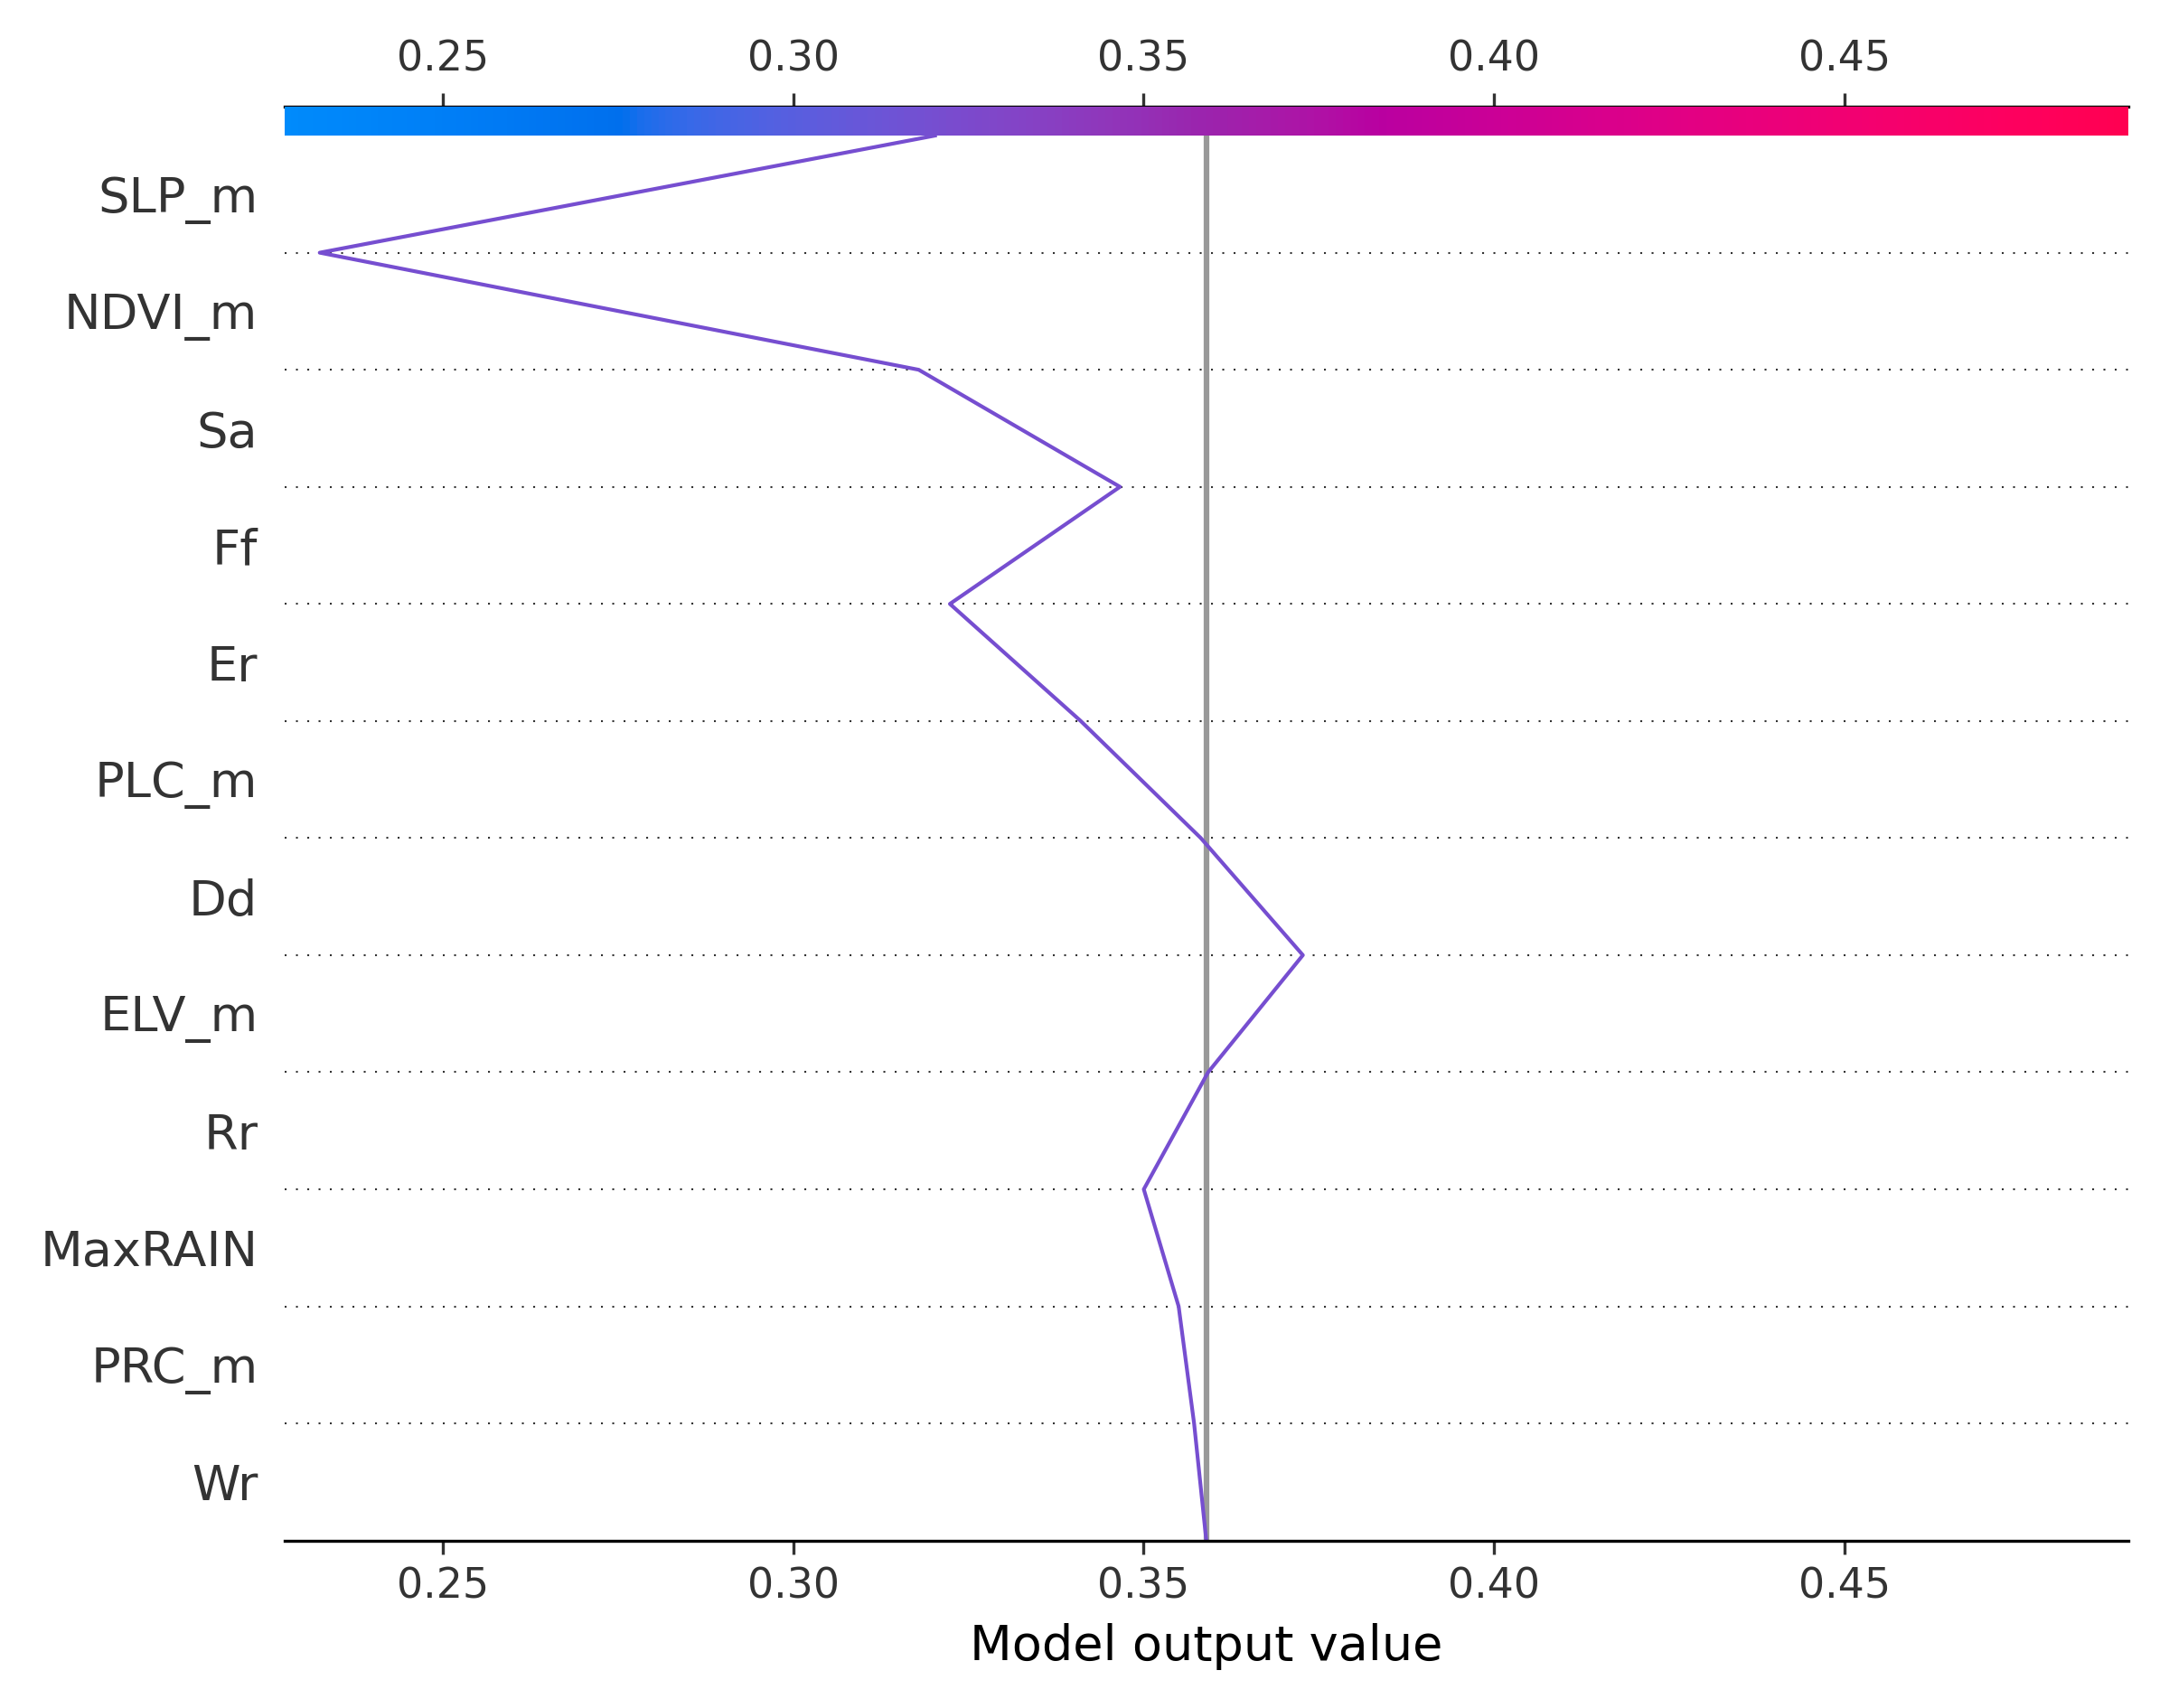 0.25 0.30 0.35 0.40 0.45
SLP_m
NDVI_m
Sa
Ff
Er
PLC_m
Dd
ELV_m
Rr
MaxRAIN
PRC_m
Wr
0.25 0.30 0.35 0.40 0.45
Model output value